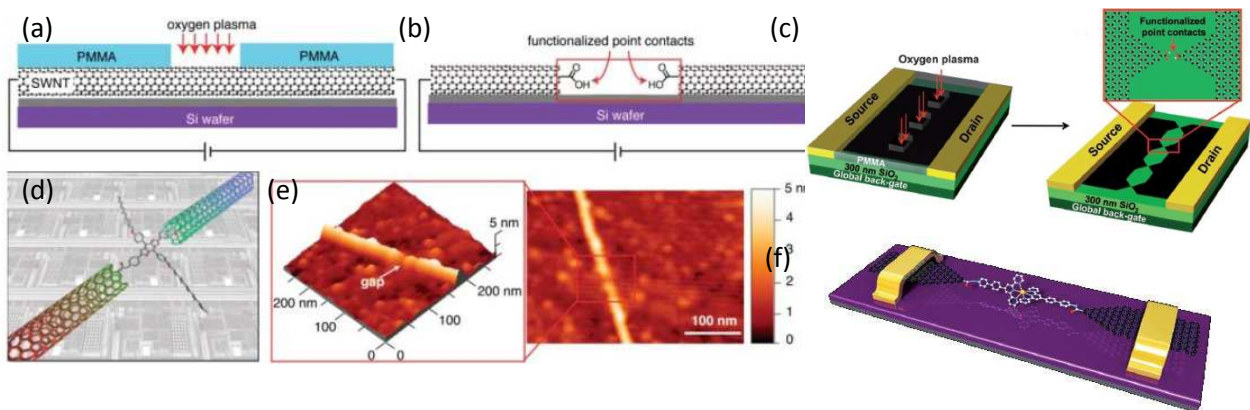 (a)
oxygen plasma
PMMA
PMMA
SWNT
Si wafer
(b)
functionalized point contacts
OH
HO
Si wafer
(c)
Oxygen plasma
Source
Drain
PMMA
300 nm SiO2
Global back-gate
Functionalized
point contacts
Source
Drain
300 nm SiO2
Global back-gate
(d)
(e)
5 nm
gap
200 nm
200 nm
100
100
0
0
100 nm
5 nm
4
3
2
1
0
(f)